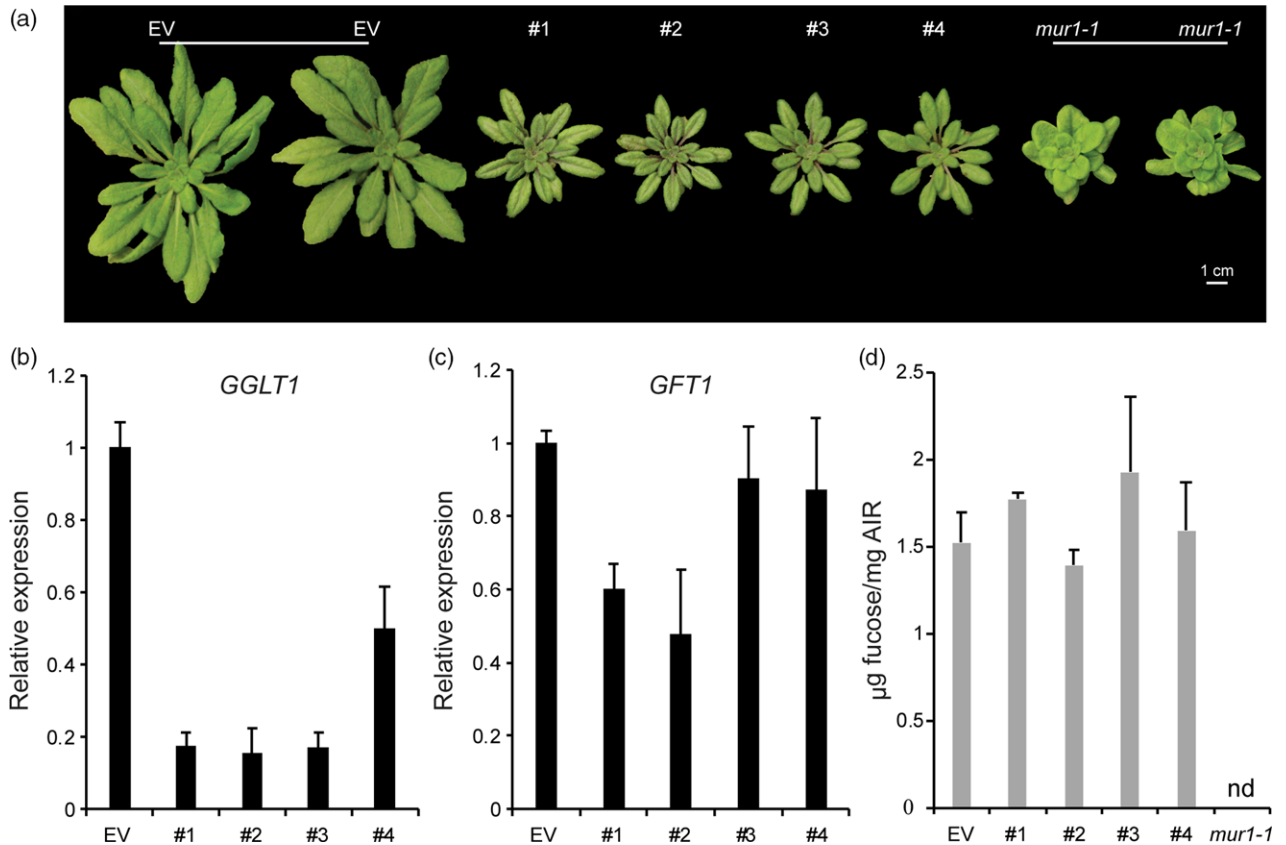 (a)
EV EV #1 #2 #3 #4 mur1-1 mur1-1
1 cm
(b)
GGLT1
Relative expression
1.2
1
0.8
0.6
0.4
0.2
0
EV #1 #2 #3 #4
(c)
GFT1
Relative expression
1.2
1
0.8
0.6
0.4
0.2
0
EV #1 #2 #3 #4
(d)
µg fucose/mg AIR
2.5
2
1.5
1
0.5
0
nd
EV #1 #2 #3 #4 mur1-1